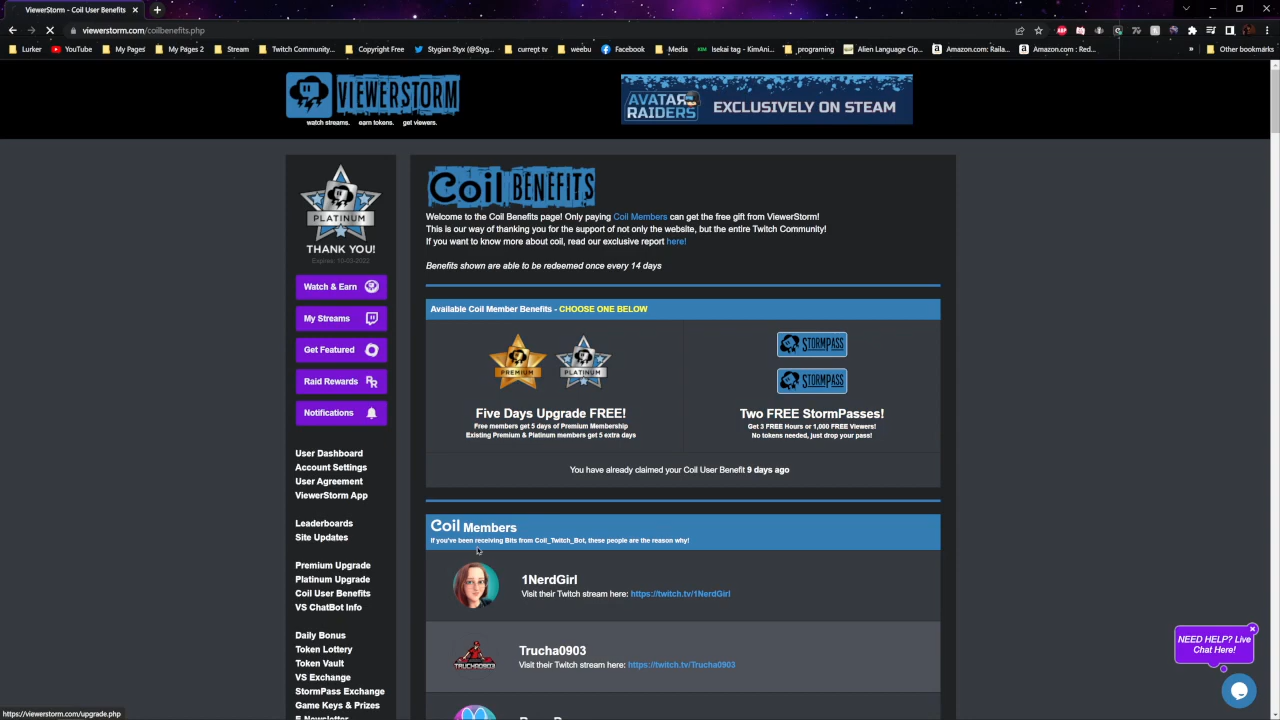 ViewerStorm - Coil User Benefits
viewerstorm.com/coilbenefits.php
Lurker
YouTube
My Pages
My Pages 2
Stream
Twitch Community...
Copyright Free
Stygian Styx (@Styg...
currect tv
weebu
Facebook
Media
Isekai tag - KimAni...
programing
Alien Language Cip...
Amazon.com: Raila...
Amazon.com : Red...
Other bookmarks
VIEWERSTORM
watch streams. earn tokens. get viewers.
AVATAR
RAIDERS
EXCLUSIVELY ON STEAM
PLATINUM
THANK YOU!
Expires: 10-03-2022
Watch & Earn
My Streams
Get Featured
Raid Rewards
Notifications
User Dashboard
Account Settings
User Agreement
ViewerStorm App
Leaderboards
Site Updates
Premium Upgrade
Platinum Upgrade
Coil User Benefits
VS ChatBot Info
Daily Bonus
Token Lottery
Token Vault
VS Exchange
StormPass Exchange
Game Keys & Prizes
E-Newsletter
Coil BENEFITS
Welcome to the Coil Benefits page! Only paying Coil Members can get the free gift from ViewerStorm!
This is our way of thanking you for the support of not only the website, but the entire Twitch Community!
If you want to know more about coil, read our exclusive report here!
Benefits shown are able to be redeemed once every 14 days
Available Coil Member Benefits - CHOOSE ONE BELOW
PREMIUM
PLATINUM
Five Days Upgrade FREE!
Free members get 5 days of Premium Membership
Existing Premium & Platinum members get 5 extra days
STORMPASS
STORMPASS
Two FREE StormPasses!
Get 3 FREE Hours or 1,000 FREE Viewers!
No tokens needed, just drop your pass!
You have already claimed your Coil User Benefit 9 days ago
Coil Members
If you've been receiving Bits from Coil_Twitch_Bot, these people are the reason why!
1NerdGirl
Visit their Twitch stream here: https://twitch.tv/1NerdGirl
TRUCHA0903
Trucha0903
Visit their Twitch stream here: https://twitch.tv/Trucha0903
NEED HELP? Live
Chat Here!
https://viewerstorm.com/upgrade.php